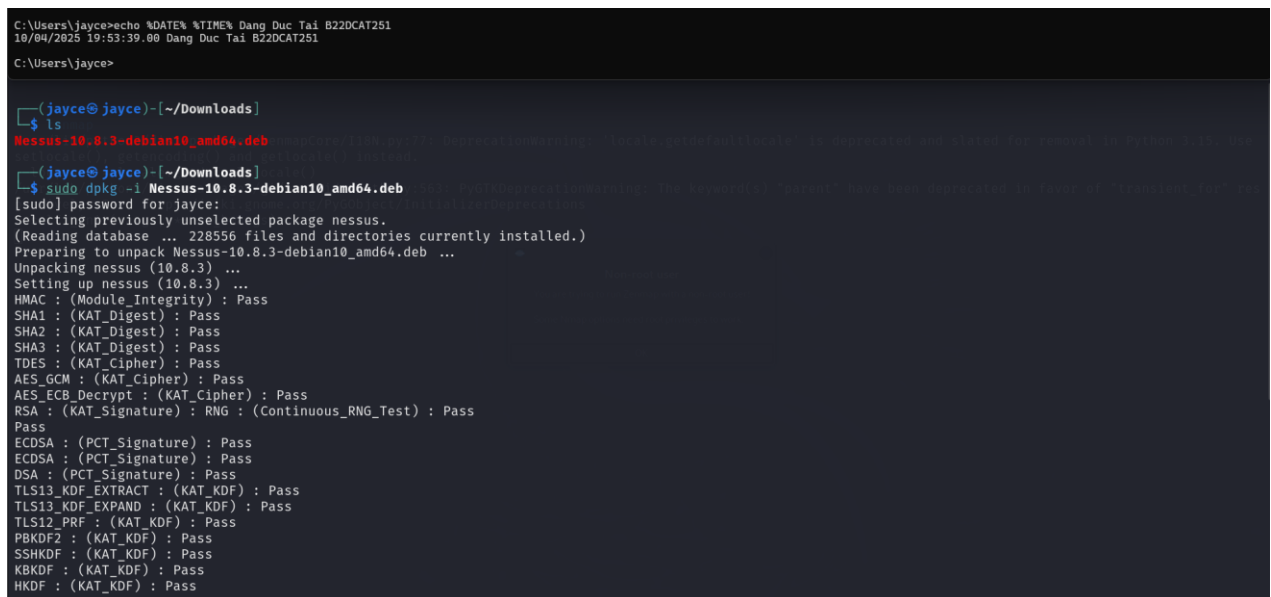 C:\Users\jayce>echo %DATE% %TIME% Dang Duc Tai B22DCAT251
10/04/2025 19:53:39.00 Dang Duc Tai B22DCAT251
C:\Users\jayce>
┌──(jayce㉿jayce)-[~/Downloads]
└─$ ls
Nessus-10.8.3-debian10_amd64.deb
┌──(jayce㉿jayce)-[~/Downloads]
└─$ sudo dpkg -i Nessus-10.8.3-debian10_amd64.deb
[sudo] password for jayce:
Selecting previously unselected package nessus.
(Reading database ... 228556 files and directories currently installed.)
Preparing to unpack Nessus-10.8.3-debian10_amd64.deb ...
Unpacking nessus (10.8.3) ...
Setting up nessus (10.8.3) ...
HMAC : (Module_Integrity) : Pass
SHA1 : (KAT_Digest) : Pass
SHA2 : (KAT_Digest) : Pass
SHA3 : (KAT_Digest) : Pass
TDES : (KAT_Cipher) : Pass
AES_GCM : (KAT_Cipher) : Pass
AES_ECB_Decrypt : (KAT_Cipher) : Pass
RSA : (KAT_Signature) : RNG : (Continuous_RNG_Test) : Pass
Pass
ECDSA : (PCT_Signature) : Pass
ECDSA : (PCT_Signature) : Pass
DSA : (PCT_Signature) : Pass
TLS13_KDF_EXTRACT : (KAT_KDF) : Pass
TLS13_KDF_EXPAND : (KAT_KDF) : Pass
TLS12_PRF : (KAT_KDF) : Pass
PBKDF2 : (KAT_KDF) : Pass
SSHKDF : (KAT_KDF) : Pass
KBKDF : (KAT_KDF) : Pass
HKDF : (KAT_KDF) : Pass